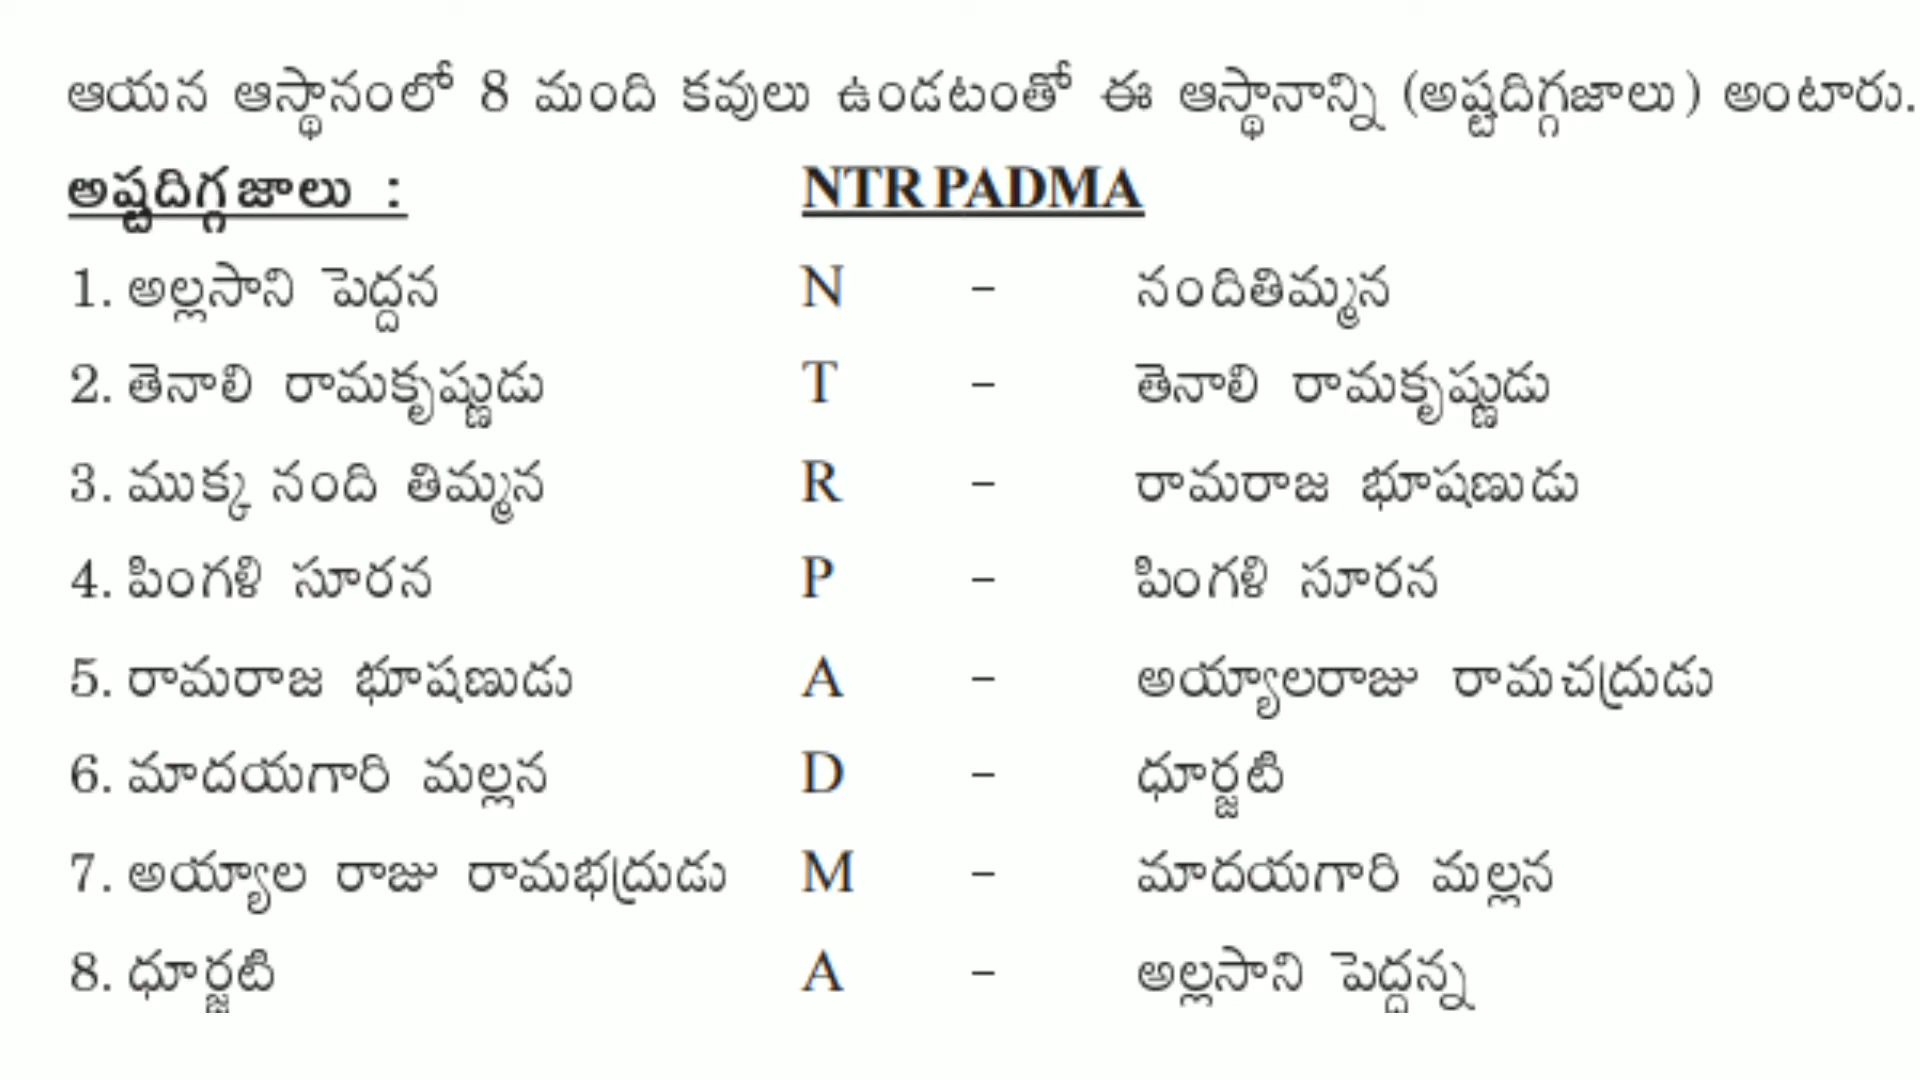 ఆయన ఆస్థానంలో 8 మంది కవులు ఉండటంతో ఈ ఆస్థానాన్ని (అష్టదిగ్గజాలు) అంటారు.
అష్టదిగ్గజాలు : NTR PADMA
1. అల్లసాని పెద్దన N – నందితిమ్మన
2. తెనాలి రామకృష్ణుడు T – తెనాలి రామకృష్ణుడు
3. ముక్కు నంది తిమ్మన R – రామరాజ భూషణుడు
4. పింగళి సూరన P – పింగళి సూరన
5. రామరాజ భూషణుడు A – అయ్యాలరాజు రామచద్రుడు
6. మాదయగారి మల్లన D – ధూర్జటి
7. అయ్యాల రాజు రామభద్రుడు M – మాదయగారి మల్లన
8. ధూర్జటి A – అల్లసాని పెద్దన్న